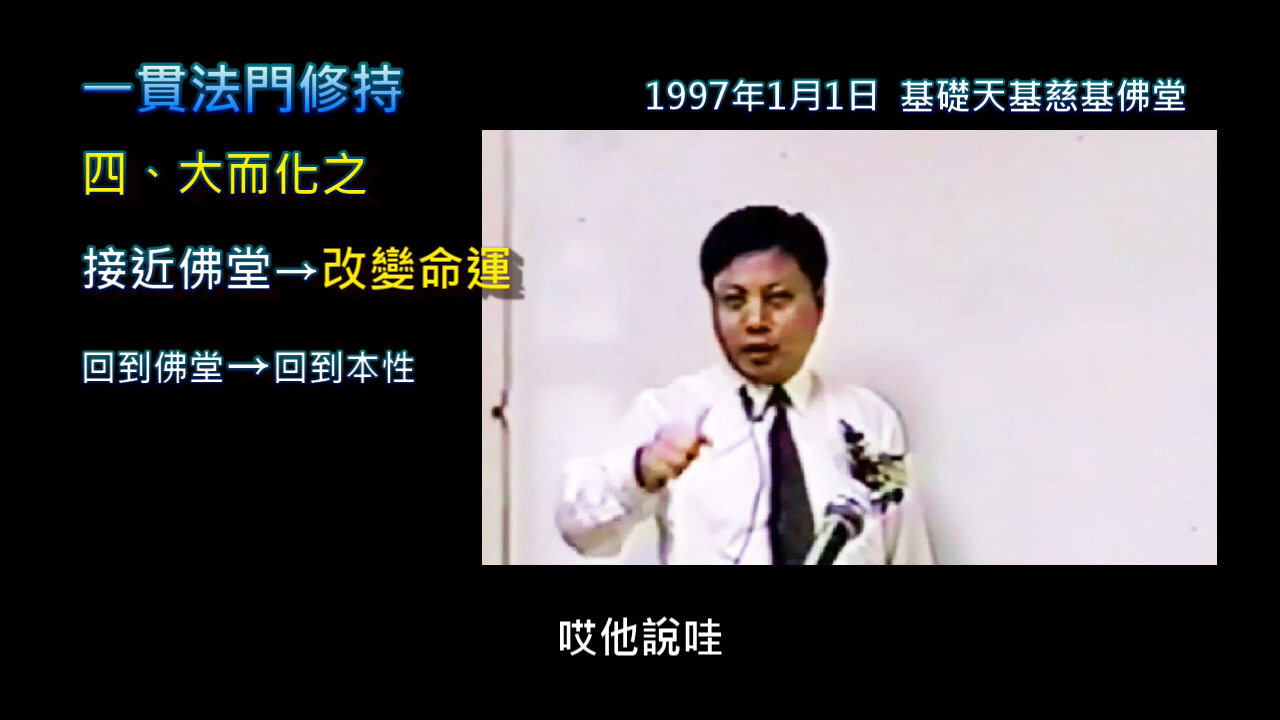 一貫法門修持
1997年1月1日 基礎天基慈基佛堂
四、大而化之
接近佛堂→改變命運
回到佛堂→回到本性
哎他說哇